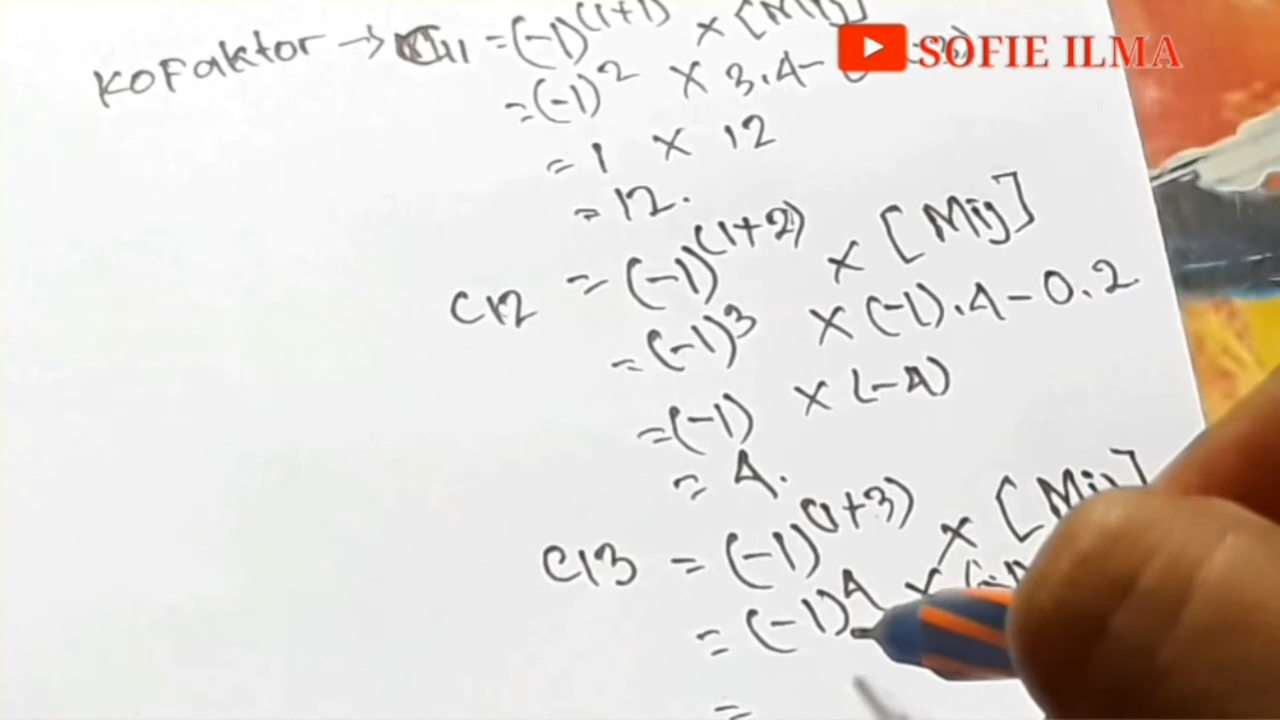 KOFaktor → C11 = (-1)^(1+1) × [Mij]
SOFIE ILMA
= (-1)^2 × 3.4 - 0
= 1 × 12
= 12.
C12 = (-1)^(1+2) × [Mij]
= (-1)^3 × (-1).4 - 0.2
= (-1) × (-4)
= 4.
C13 = (-1)^(1+3) × [Mij]
= (-1)^4 ×
=